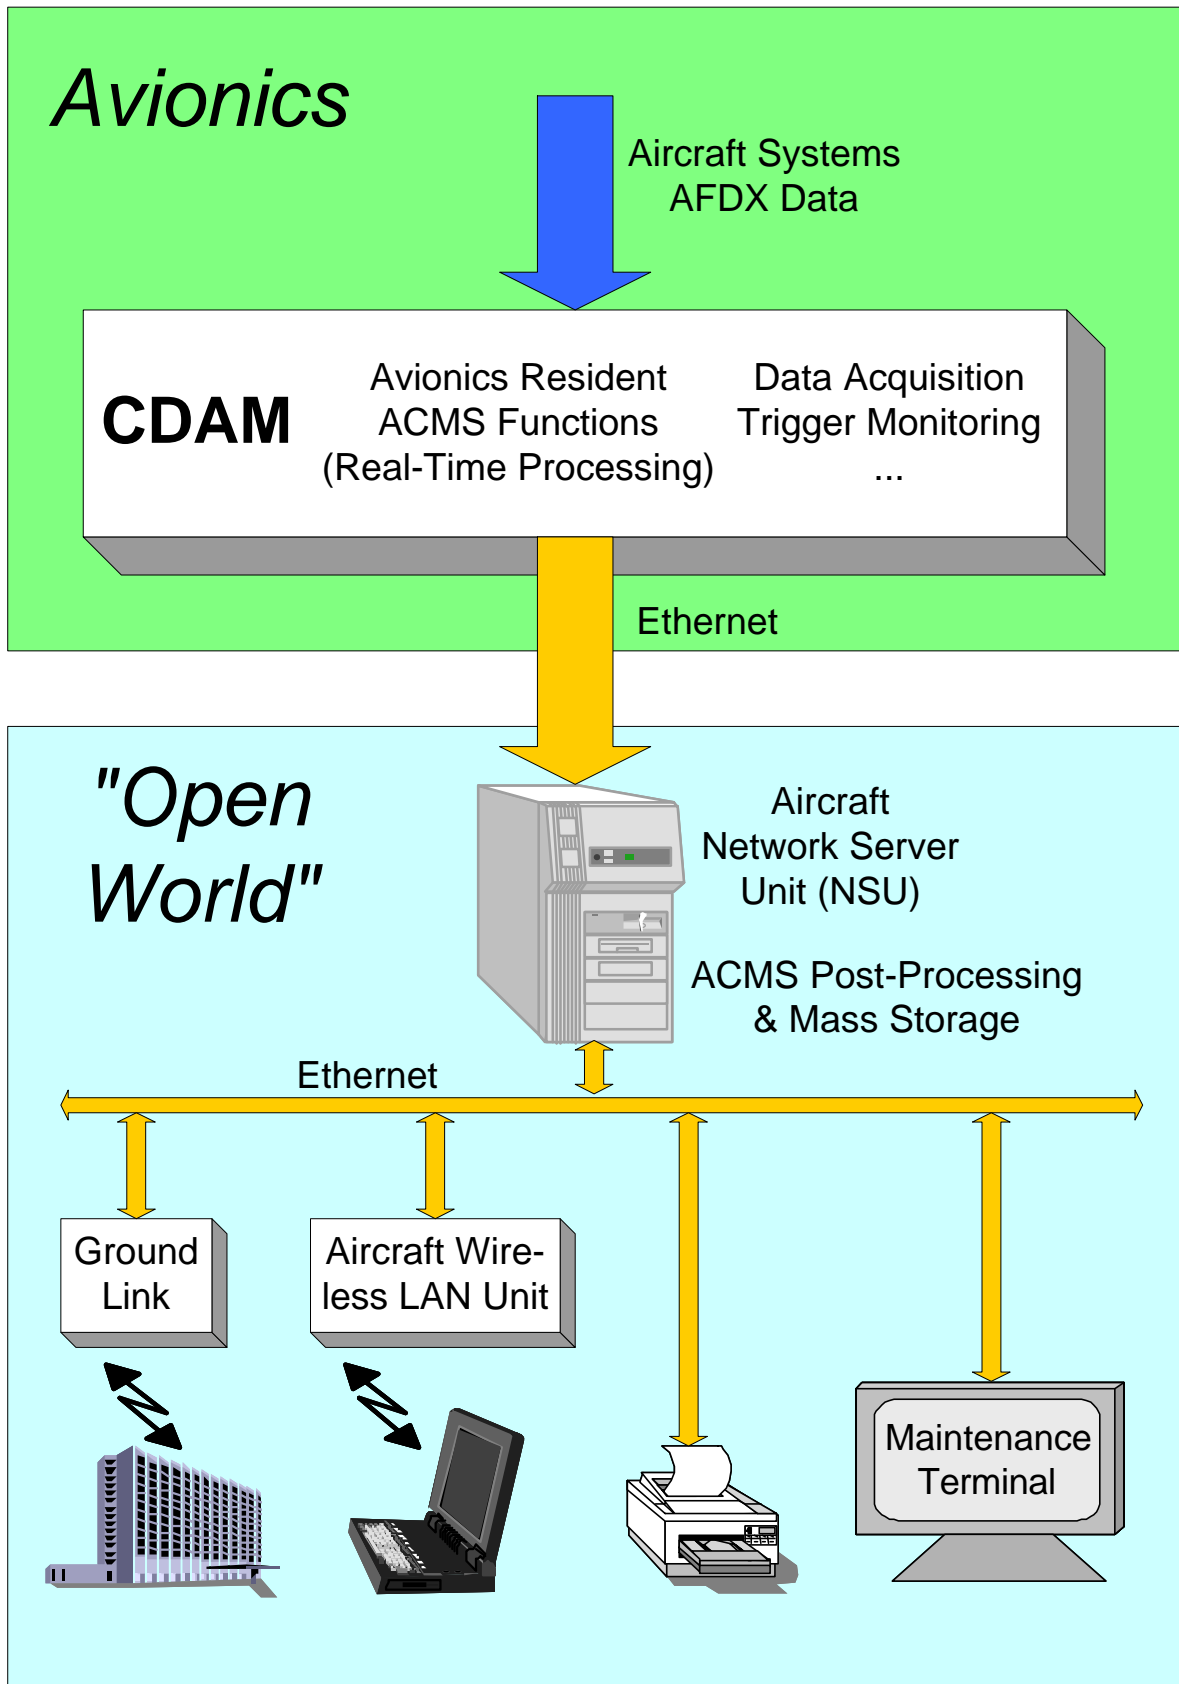 Avionics
Aircraft Systems
AFDX Data
CDAM
Avionics Resident
ACMS Functions
(Real-Time Processing)
Data Acquisition
Trigger Monitoring
...
Ethernet
"Open
World"
Aircraft
Network Server
Unit (NSU)
ACMS Post-Processing
& Mass Storage
Ethernet
Ground
Link
Aircraft Wire-
less LAN Unit
Maintenance
Terminal